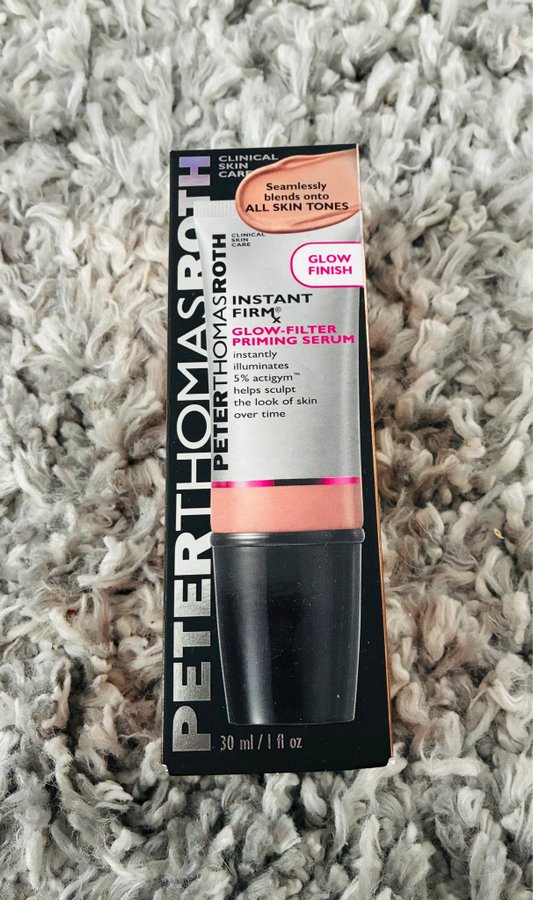 PETERTHOMASROTH
CLINICAL
SKIN
CARE
Seamlessly
blends onto
ALL SKIN TONES
PETERTHOMASROTH
CLINICAL
SKIN
CARE
GLOW
FINISH
INSTANT
FIRMx®
GLOW-FILTER
PRIMING SERUM
instantly
illuminates
5% actigym™
helps sculpt
the look of skin
over time
30 ml / 1 fl oz